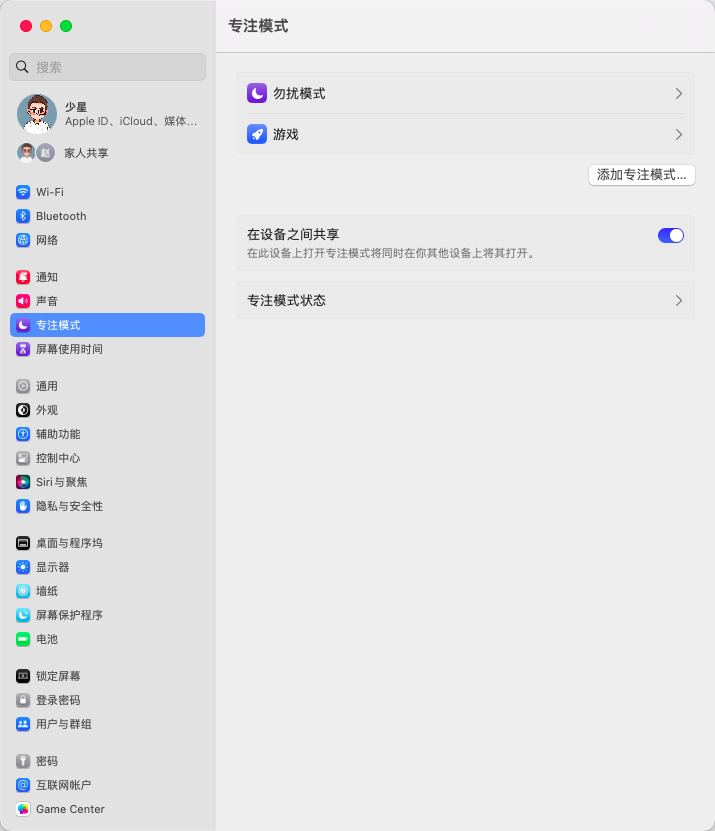 专注模式
搜索
少星
Apple ID、iCloud、媒体...
赵
家人共享
Wi-Fi
Bluetooth
网络
通知
声音
专注模式
屏幕使用时间
通用
外观
辅助功能
控制中心
Siri与聚焦
隐私与安全性
桌面与程序坞
显示器
墙纸
屏幕保护程序
电池
锁定屏幕
登录密码
用户与群组
密码
互联网帐户
Game Center
勿扰模式
游戏
添加专注模式...
在设备之间共享
在此设备上打开专注模式将同时在你其他设备上将其打开。
专注模式状态